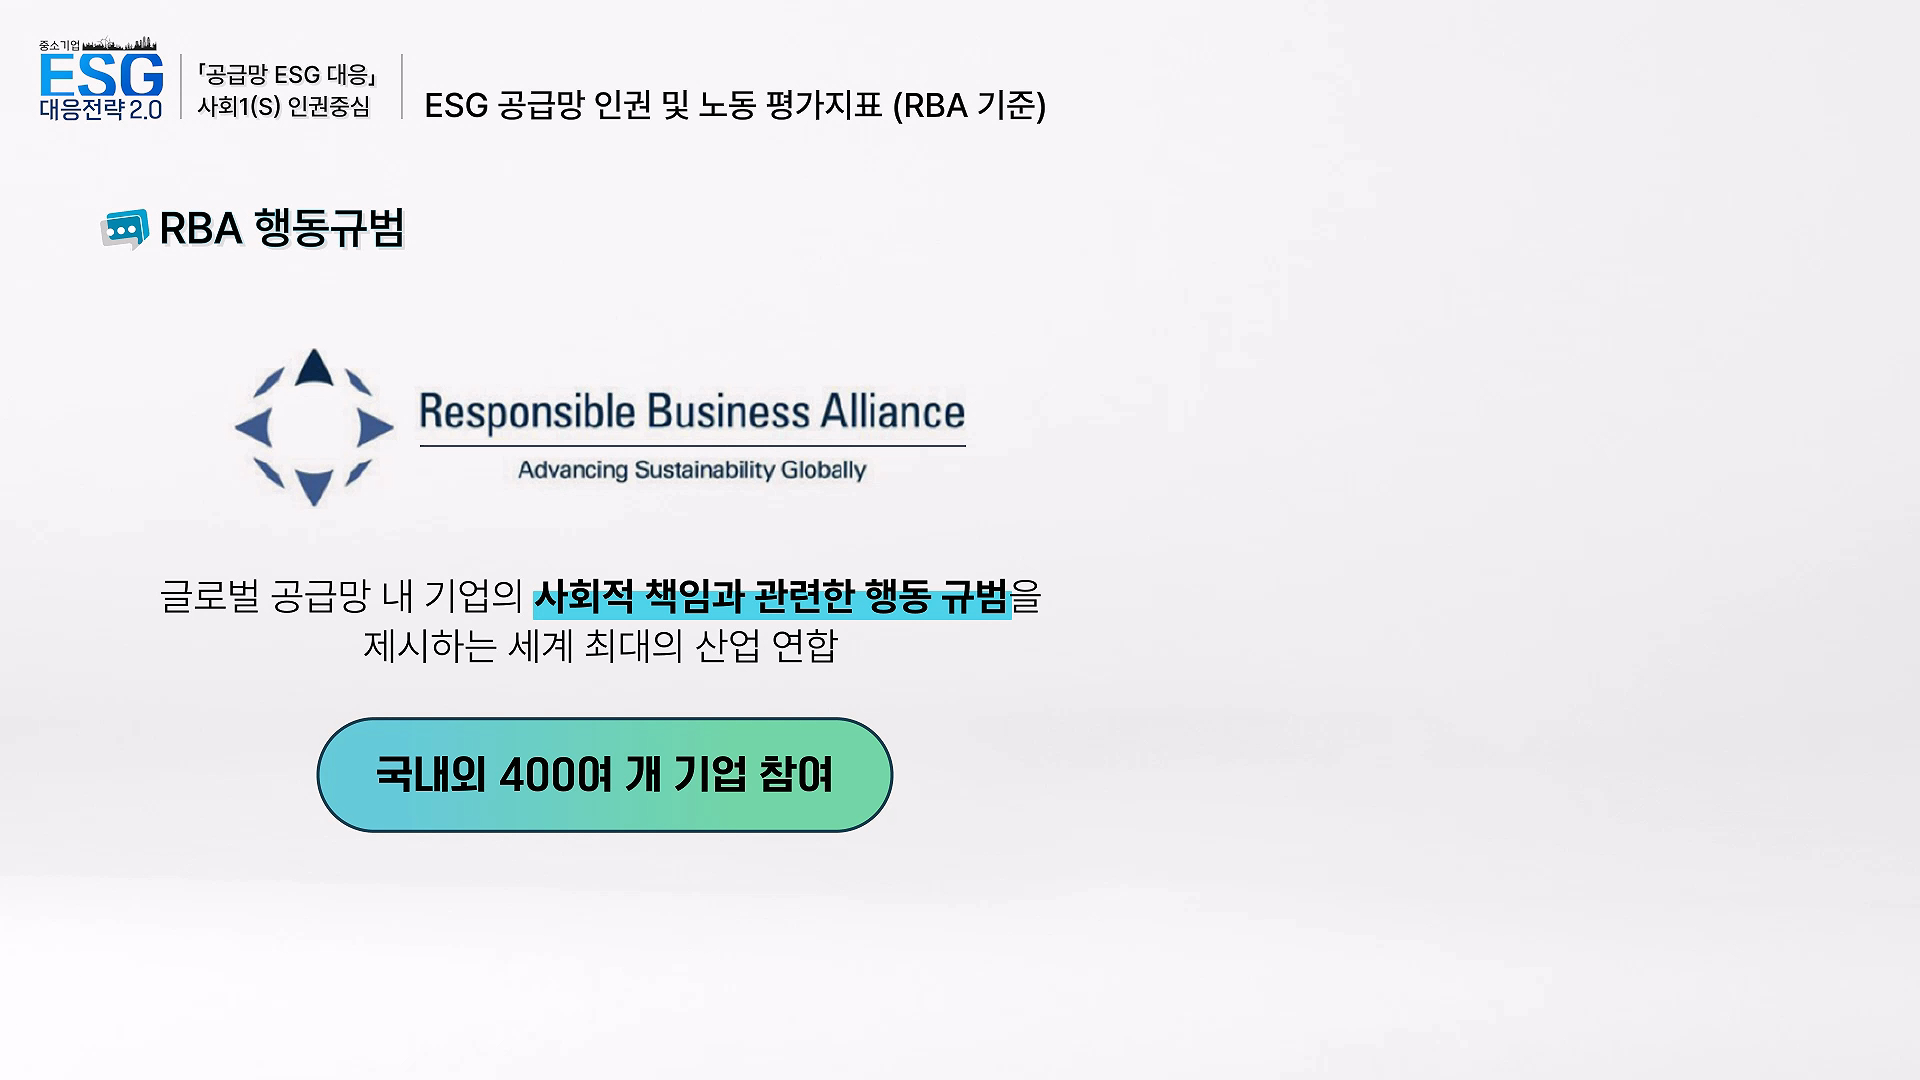 중소기업
ESG
대응전략 2.0
「공급망 ESG 대응」
사회1(S) 인권중심
ESG 공급망 인권 및 노동 평가지표 (RBA 기준)
RBA 행동규범
Responsible Business Alliance
Advancing Sustainability Globally
글로벌 공급망 내 기업의 사회적 책임과 관련한 행동 규범을
제시하는 세계 최대의 산업 연합
국내외 400여 개 기업 참여